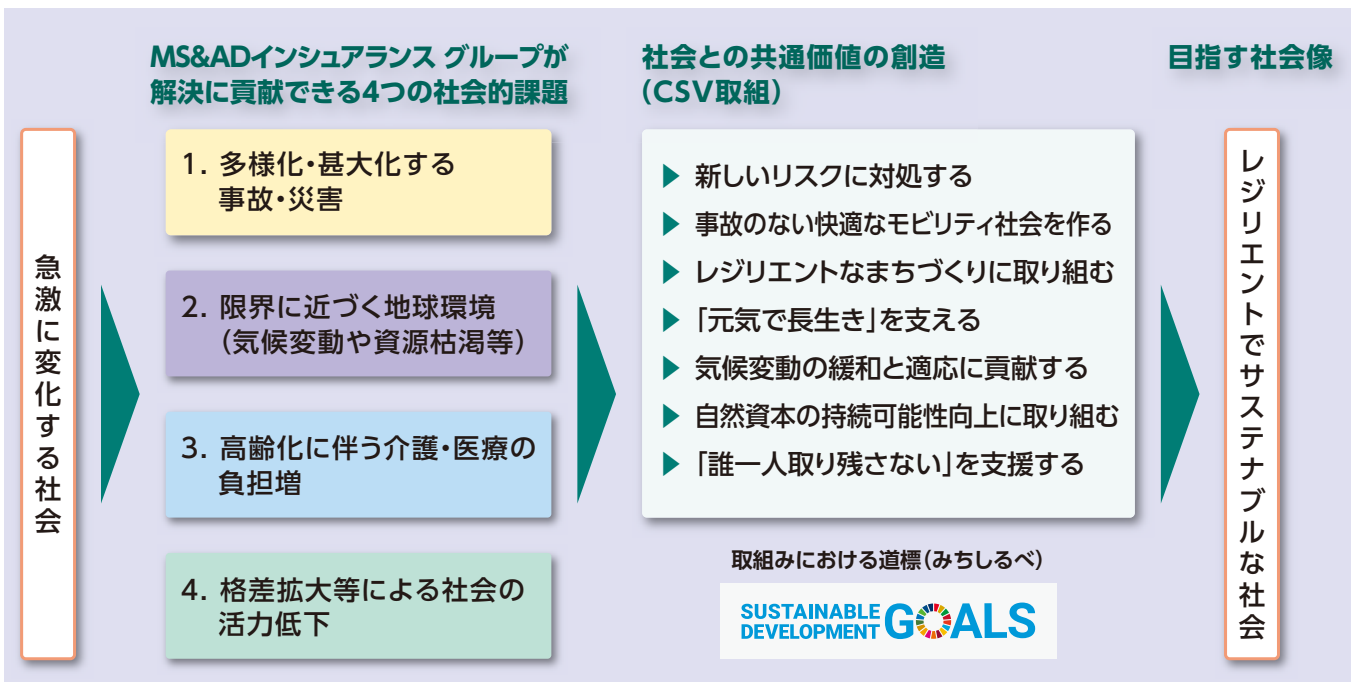 急激に変化する社会
MS&ADインシュアランス グループが
解決に貢献できる4つの社会的課題
1. 多様化・甚大化する
事故・災害
2. 限界に近づく地球環境
(気候変動や資源枯渇等)
3. 高齢化に伴う介護・医療の
負担増
4. 格差拡大等による社会の
活力低下
社会との共通価値の創造
(CSV取組)
▶ 新しいリスクに対処する
▶ 事故のない快適なモビリティ社会を作る
▶ レジリエントなまちづくりに取り組む
▶ 「元気で長生き」を支える
▶ 気候変動の緩和と適応に貢献する
▶ 自然資本の持続可能性向上に取り組む
▶ 「誰一人取り残さない」を支援する
取組みにおける道標(みちしるべ)
SUSTAINABLE
DEVELOPMENT GOALS
目指す社会像
レジリエントでサステナブルな社会